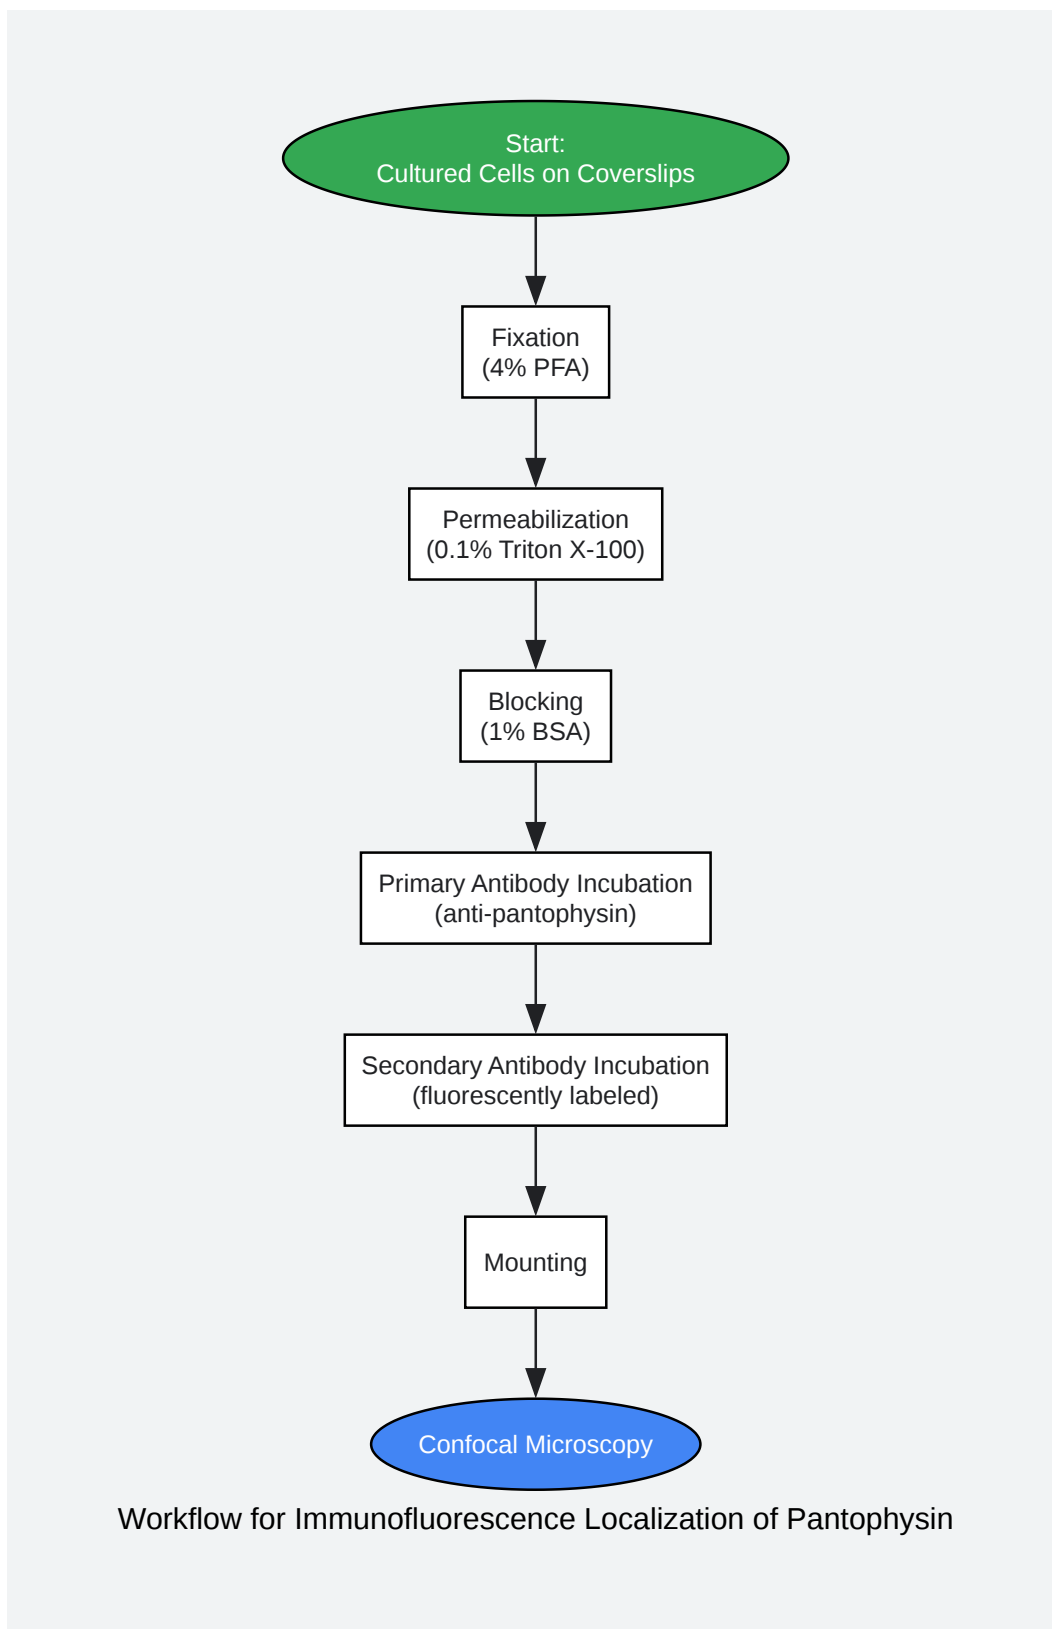 Start:
Cultured Cells on Coverslips
Fixation
(4% PFA)
Permeabilization
(0.1% Triton X-100)
Blocking
(1% BSA)
Primary Antibody Incubation
(anti-pantophysin)
Secondary Antibody Incubation
(fluorescently labeled)
Mounting
Confocal Microscopy
Workflow for Immunofluorescence Localization of Pantophysin